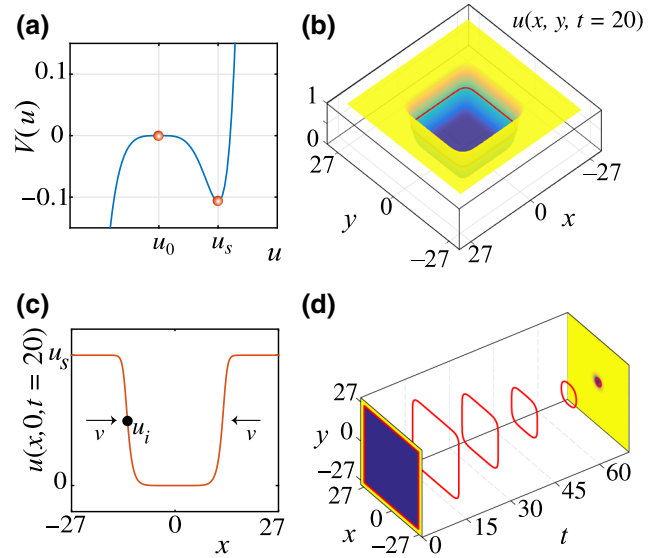 (a)
0.1
0
−0.1
V(u)
u₀
uₛ
u
(b)
u(x, y, t = 20)
1
0
27
0
−27
y
27
0
−27
x
(c)
uₛ
0
u(x,0,t = 20)
v
uᵢ
v
−27
0
27
x
(d)
27
0
−27
y
27
0
−27
x
0
15
30
45
60
t